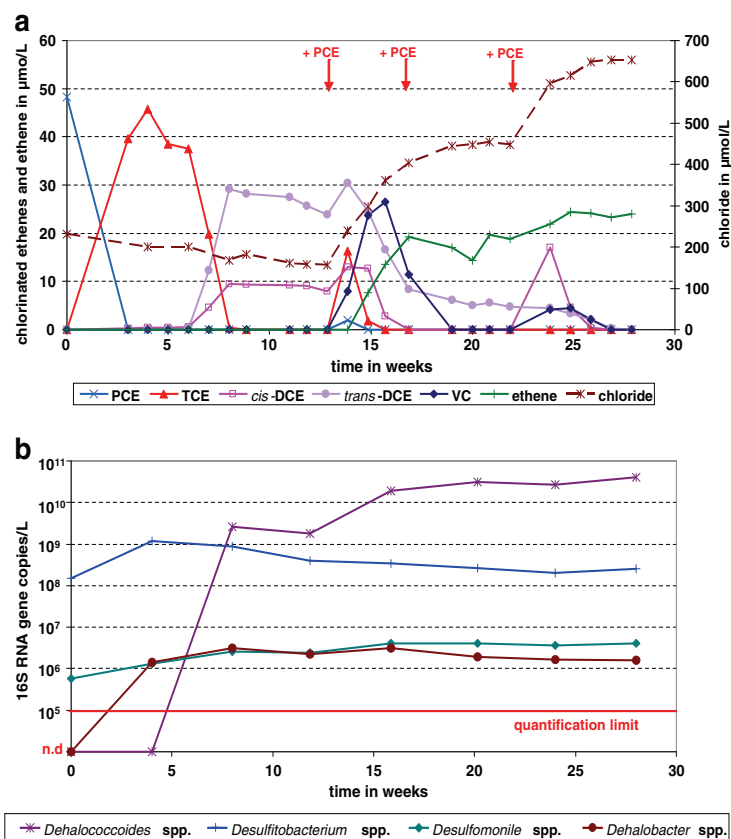 a
+ PCE + PCE + PCE
60 700
50 600
40 500
30 400
20 300
10 200
0 100
0
chlorinated ethenes and ethene in µmo/L
chloride in µmol/L
0 5 10 15 20 25 30
time in weeks
PCE TCE cis-DCE trans-DCE VC ethene chloride
b
10¹¹
10¹⁰
10⁹
10⁸
10⁷
10⁶
10⁵
n.d
16S RNA gene copies/L
quantification limit
0 5 10 15 20 25 30
time in weeks
Dehalococcoides spp. Desulfitobacterium spp. Desulfomonile spp. Dehalobacter spp.